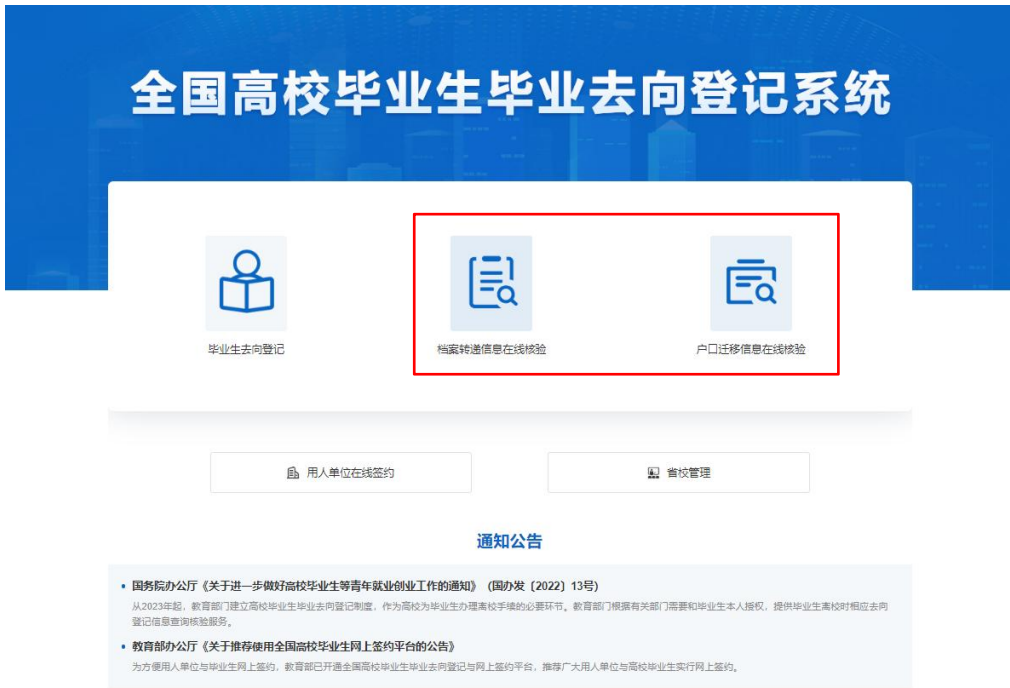 全国高校毕业生毕业去向登记系统
毕业生去向登记
档案转递信息在线核验
户口迁移信息在线核验
用人单位在线签约
省校管理
通知公告
国务院办公厅《关于进一步做好高校毕业生等青年就业创业工作的通知》（国办发〔2022〕13号）
从2023年起，教育部门建立高校毕业生毕业去向登记制度，作为高校为毕业生办理离校手续的必要环节。教育部门根据有关部门需要和毕业生本人授权，提供毕业生离校时相应去向
登记信息查询核验服务。
教育部办公厅《关于推荐使用全国高校毕业生网上签约平台的公告》
为方便用人单位与毕业生网上签约，教育部已开通全国高校毕业生毕业去向登记与网上签约平台，推荐广大用人单位与高校毕业生实行网上签约。